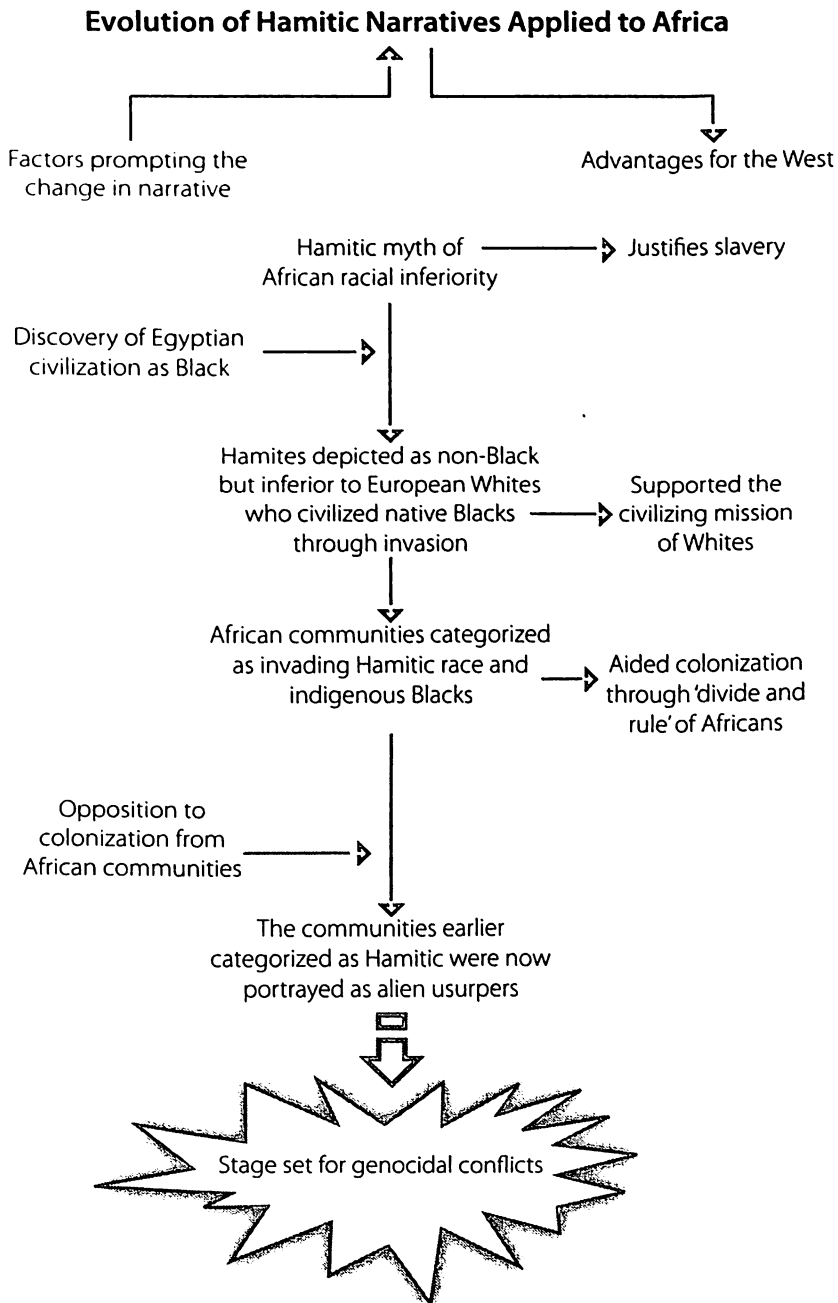 Evolution of Hamitic Narratives Applied to Africa
Factors prompting the
change in narrative
Advantages for the West
Hamitic myth of
African racial inferiority
Justifies slavery
Discovery of Egyptian
civilization as Black
Hamites depicted as non-Black
but inferior to European Whites
who civilized native Blacks
through invasion
Supported the
civilizing mission
of Whites
African communities categorized
as invading Hamitic race and
indigenous Blacks
Aided colonization
through ‘divide and
rule’ of Africans
Opposition to
colonization from
African communities
The communities earlier
categorized as Hamitic were now
portrayed as alien usurpers
Stage set for genocidal conflicts